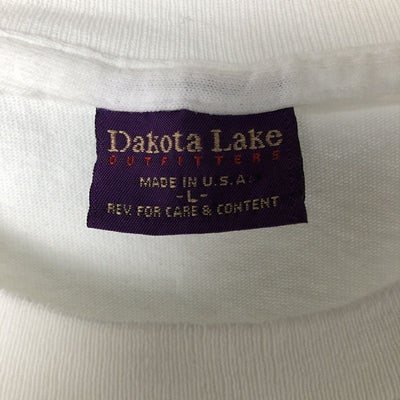 Dakota Lake
OUTFITTERS
MADE IN U.S.A.
-L-
REV. FOR CARE & CONTENT